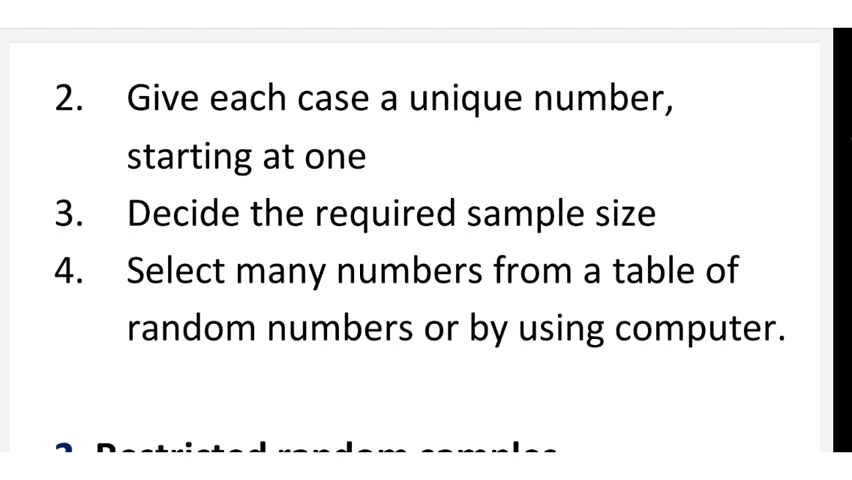 2. Give each case a unique number,
starting at one
3. Decide the required sample size
4. Select many numbers from a table of
random numbers or by using computer.
2. Restricted random samples